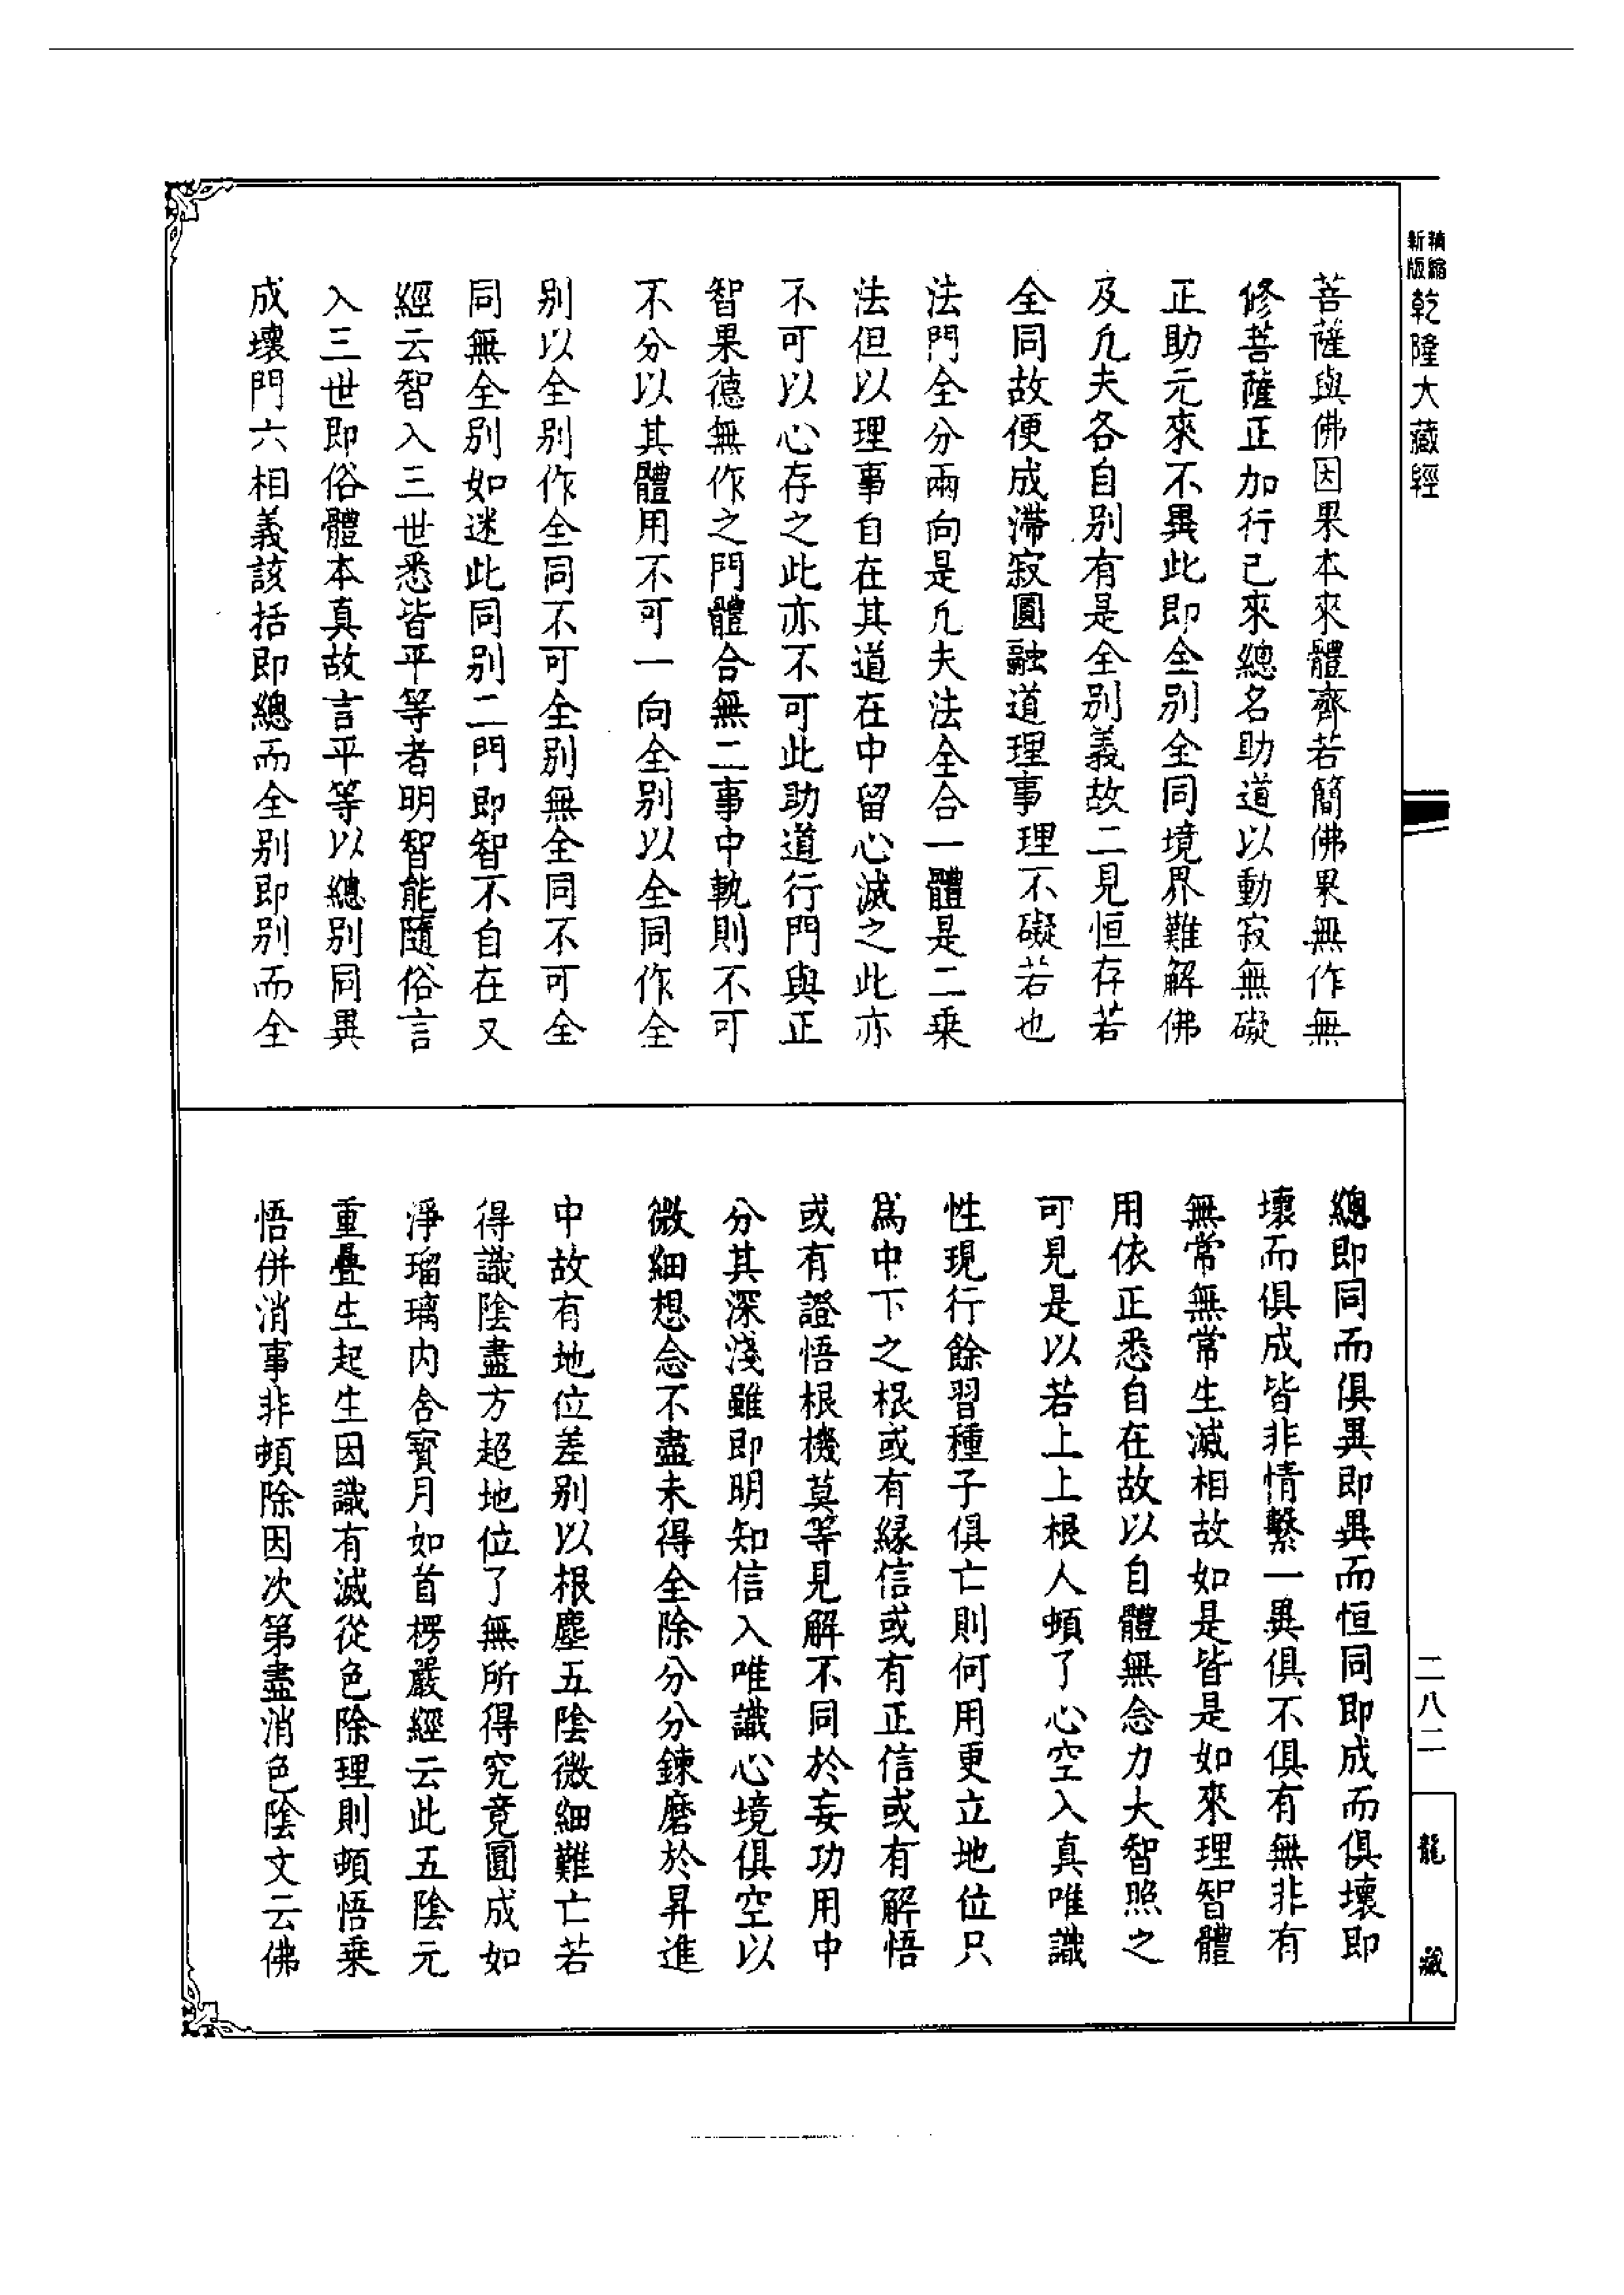 精縮
新版
乾隆大藏經
菩薩與佛因果本來體齊若簡佛果無作無
修菩薩正加行已來總名助道以動寂無礙
正助元來不異此即全別全同境界難解佛
及凡夫各自別有是全別義故二見恒存若
全同故便成滯寂圓融道理事理不礙若也
法門全分兩向是凡夫法全合一體是二乗
法但以理事自在其道在中留心滅之此亦
不可以心存之此亦不可此助道行門與正
智果德無作之門體合無二事中軌則不可
不分以其體用不可一向全別以全同作全
別以全別作全同不可全別無全同不可全
同無全別如迷此同別二門即智不自在又
經云智入三世悉皆平等者明智能隨俗言
入三世即俗體本真故言平等以總別同異
成壞門六相義該括即總而全別即別而全
總即同而俱異即異而恒同即成而俱壞即
壞而俱成皆非情繫一異俱不俱有無非有
無常無常生滅相故如是皆是如來理智體
用依正悉自在故以自體無念力大智照之
可見是以若上上根人頓了心空入真唯識
性現行餘習種子俱亡則何用更立地位只
爲中下之根或有緣信或有正信或有解悟
或有證悟根機莫等見解不同於妄功用中
分其深淺雖即明知信入唯識心境俱空以
微細想念不盡未得全除分分鍊磨於昇進
中故有地位差别以根塵五陰微細難亡若
得識陰盡方超地位了無所得究竟圓成如
淨瑠璃内含寶月如首楞嚴經云此五陰元
重疊生起生因識有滅從色除理則頓悟乗
悟併消事非頓除因次第盡消色陰文云佛
二八二
龍藏